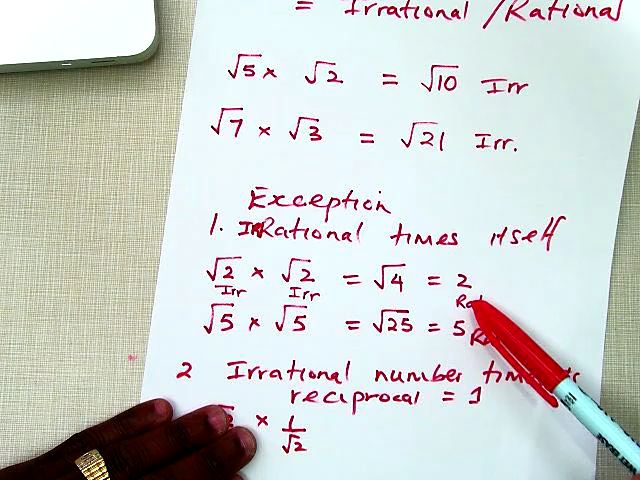 = Irrational / Rational
√5 × √2 = √10 Irr
√7 × √3 = √21 Irr.
Exception
1. IrRational times itself
√2 × √2 = √4 = 2
Irr Irr
√5 × √5 = √25 = 5
2 Irrational number
reciprocal = 1
× 1/√2